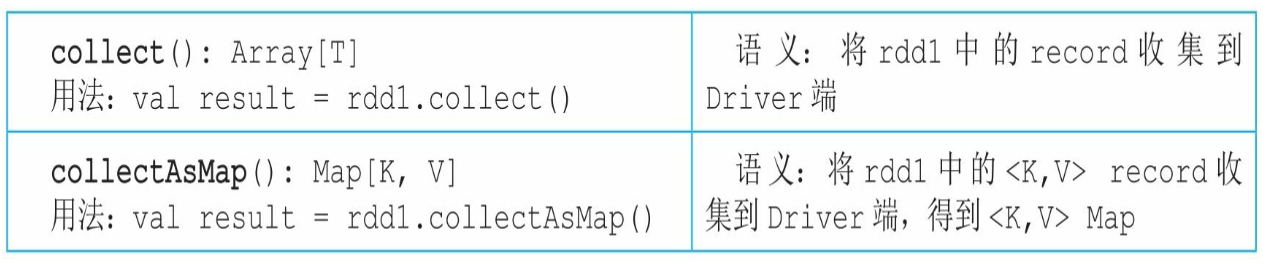 collect(): Array[T]
用法：val result = rdd1.collect()
语义：将 rdd1 中的 record 收集到
Driver 端
collectAsMap(): Map[K, V]
用法：val result = rdd1.collectAsMap()
语义：将 rdd1 中的<K,V> record 收
集到 Driver 端，得到<K,V> Map